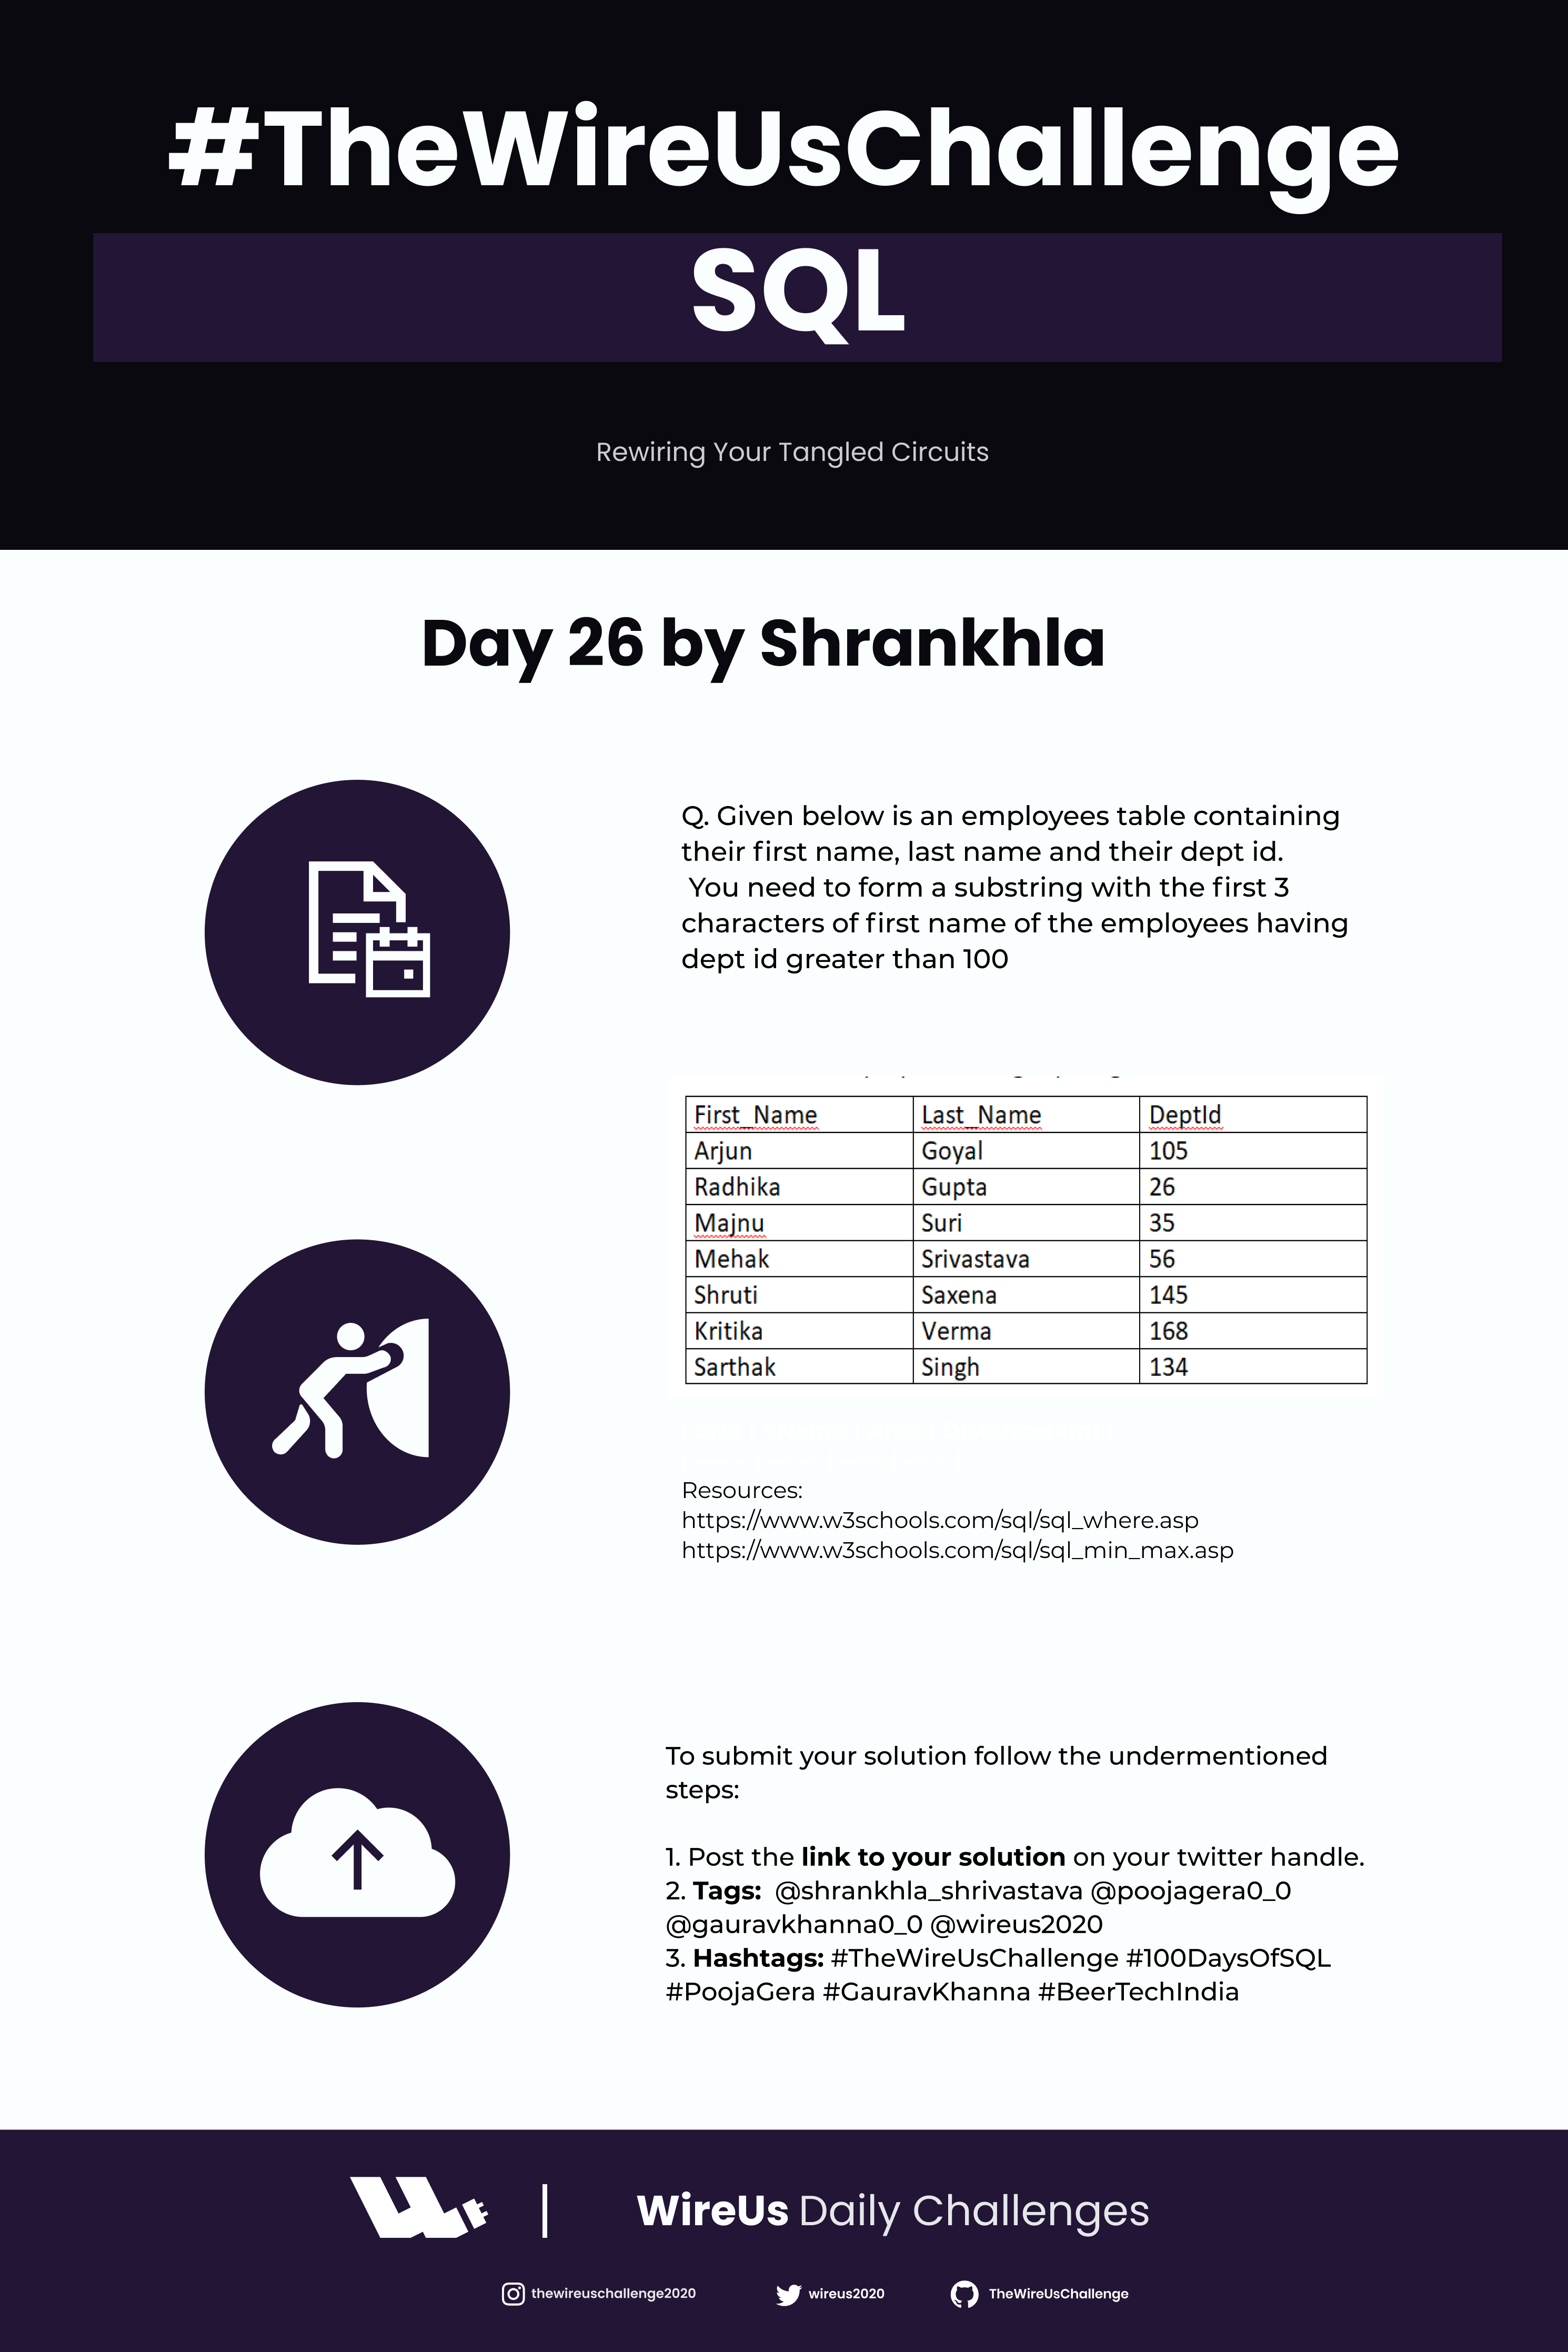 #TheWireUsChallenge
SQL
Rewiring Your Tangled Circuits
Day 26 by Shrankhla
Q. Given below is an employees table containing
their first name, last name and their dept id.
You need to form a substring with the first 3
characters of first name of the employees having
dept id greater than 100
First_Name Last_Name DeptId
Arjun Goyal 105
Radhika Gupta 26
Majnu Suri 35
Mehak Srivastava 56
Shruti Saxena 145
Kritika Verma 168
Sarthak Singh 134
Resources:
https://www.w3schools.com/sql/sql_where.asp
https://www.w3schools.com/sql/sql_min_max.asp
To submit your solution follow the undermentioned
steps:
1. Post the link to your solution on your twitter handle.
2. Tags: @shrankhla_shrivastava @poojagera0_0
@gauravkhanna0_0 @wireus2020
3. Hashtags: #TheWireUsChallenge #100DaysOfSQL
#PoojaGera #GauravKhanna #BeerTechIndia
WireUs Daily Challenges
thewireuschallenge2020 wireus2020 TheWireUsChallenge